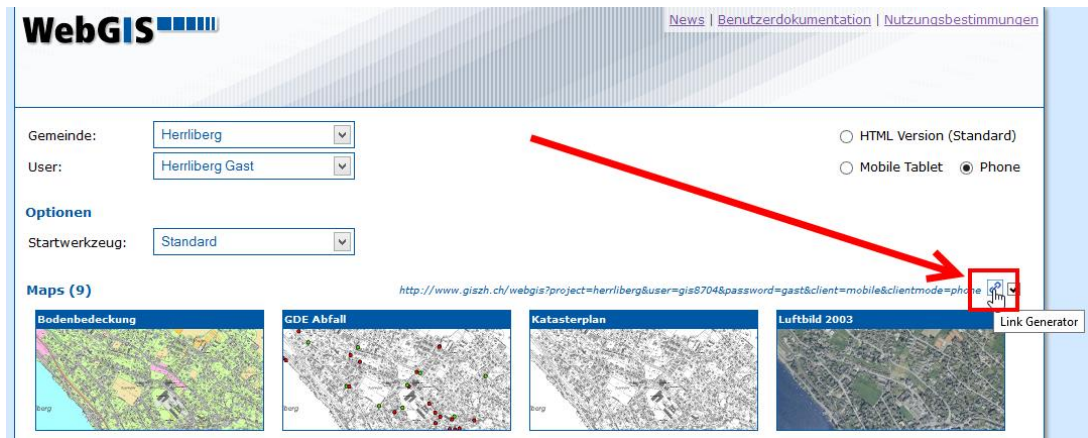 WebGIS
News | Benutzerdokumentation | Nutzungsbestimmungen
Gemeinde: Herrliberg
HTML Version (Standard)
User: Herrliberg Gast
Mobile Tablet Phone
Optionen
Startwerkzeug: Standard
Maps (9)
http://www.giszh.ch/webgis?project=herrliberg&user=gis8704&password=gast&client=mobile&clientmode=phone
Link Generator
Bodenbedeckung
GDE Abfall
Katasterplan
Luftbild 2003